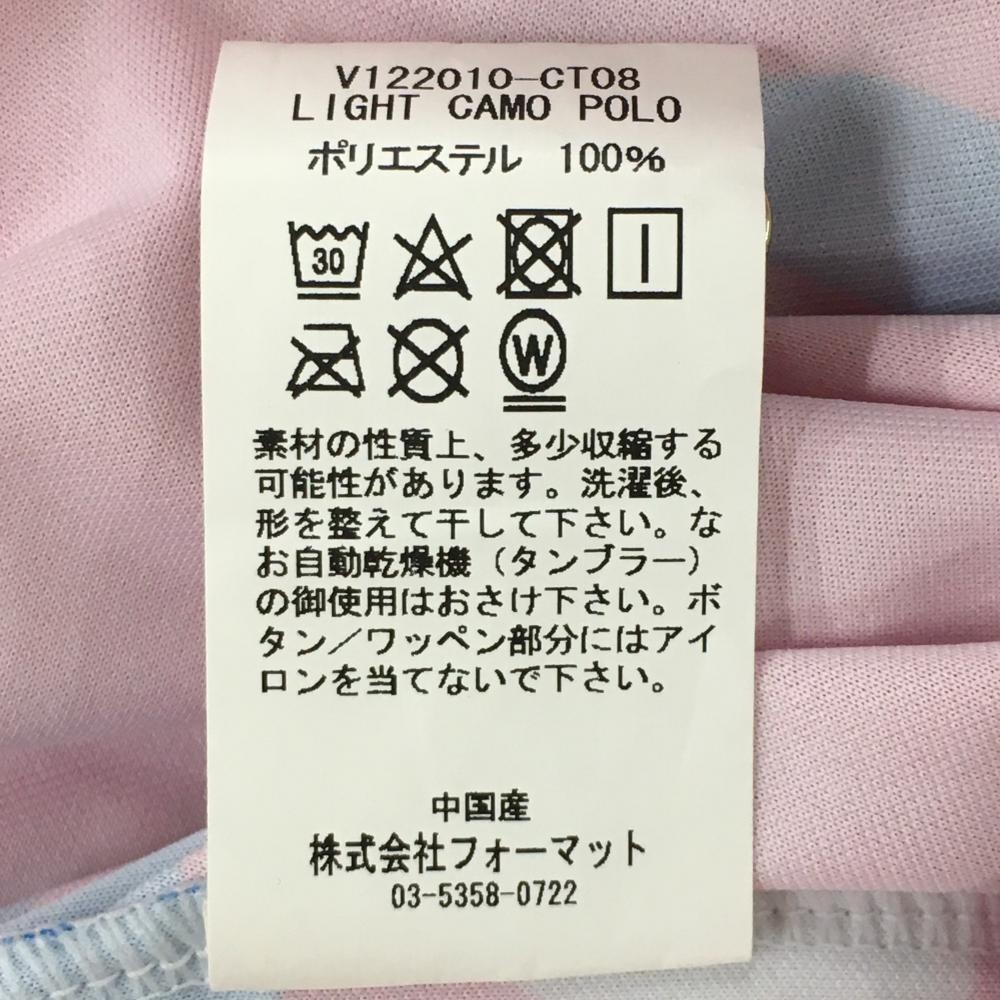 V122010-CT08
LIGHT CAMO POLO
ポリエステル 100%
30
W
素材の性質上、多少収縮する
可能性があります。洗濯後、
形を整えて干して下さい。な
お自動乾燥機（タンブラー）
の御使用はおさけ下さい。ボ
タン／ワッペン部分にはアイ
ロンを当てないで下さい。
中国産
株式会社フォーマット
03-5358-0722